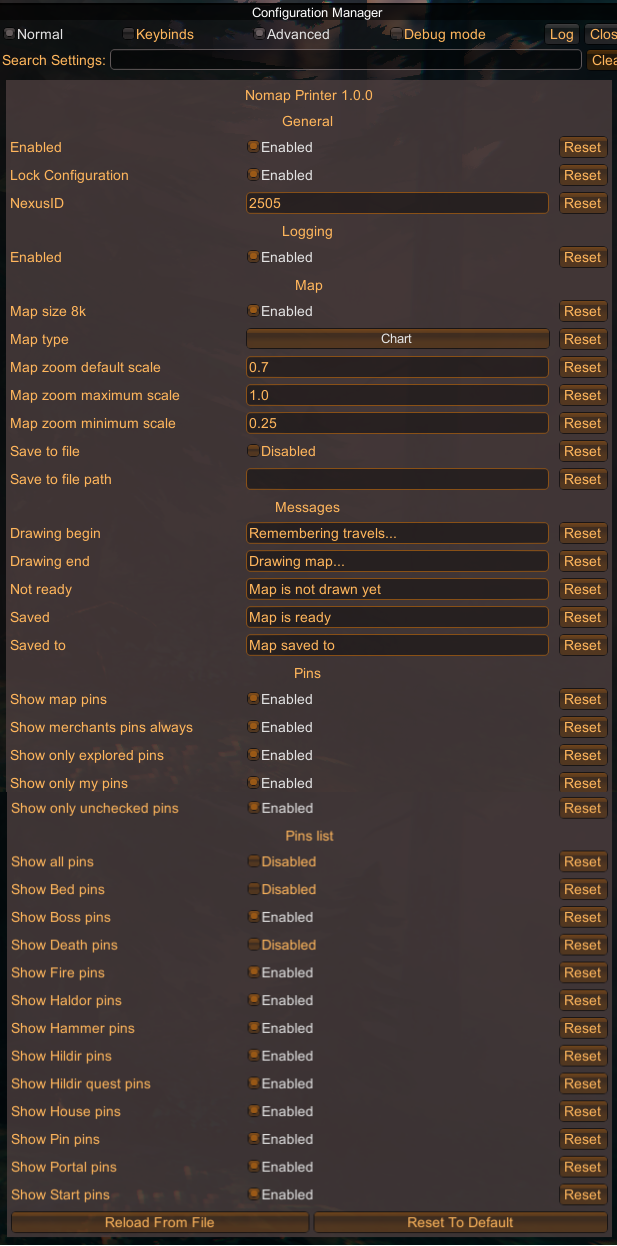 Configuration Manager
Normal Keybinds Advanced Debug mode Log Clos
Search Settings: Clea
Nomap Printer 1.0.0
General
Enabled Enabled Reset
Lock Configuration Enabled Reset
NexusID 2505 Reset
Logging
Enabled Enabled Reset
Map
Map size 8k Enabled Reset
Map type Chart Reset
Map zoom default scale 0.7 Reset
Map zoom maximum scale 1.0 Reset
Map zoom minimum scale 0.25 Reset
Save to file Disabled Reset
Save to file path Reset
Messages
Drawing begin Remembering travels... Reset
Drawing end Drawing map... Reset
Not ready Map is not drawn yet Reset
Saved Map is ready Reset
Saved to Map saved to Reset
Pins
Show map pins Enabled Reset
Show merchants pins always Enabled Reset
Show only explored pins Enabled Reset
Show only my pins Enabled Reset
Show only unchecked pins Enabled Reset
Pins list
Show all pins Disabled Reset
Show Bed pins Disabled Reset
Show Boss pins Enabled Reset
Show Death pins Disabled Reset
Show Fire pins Enabled Reset
Show Haldor pins Enabled Reset
Show Hammer pins Enabled Reset
Show Hildir pins Enabled Reset
Show Hildir quest pins Enabled Reset
Show House pins Enabled Reset
Show Pin pins Enabled Reset
Show Portal pins Enabled Reset
Show Start pins Enabled Reset
Reload From File Reset To Default